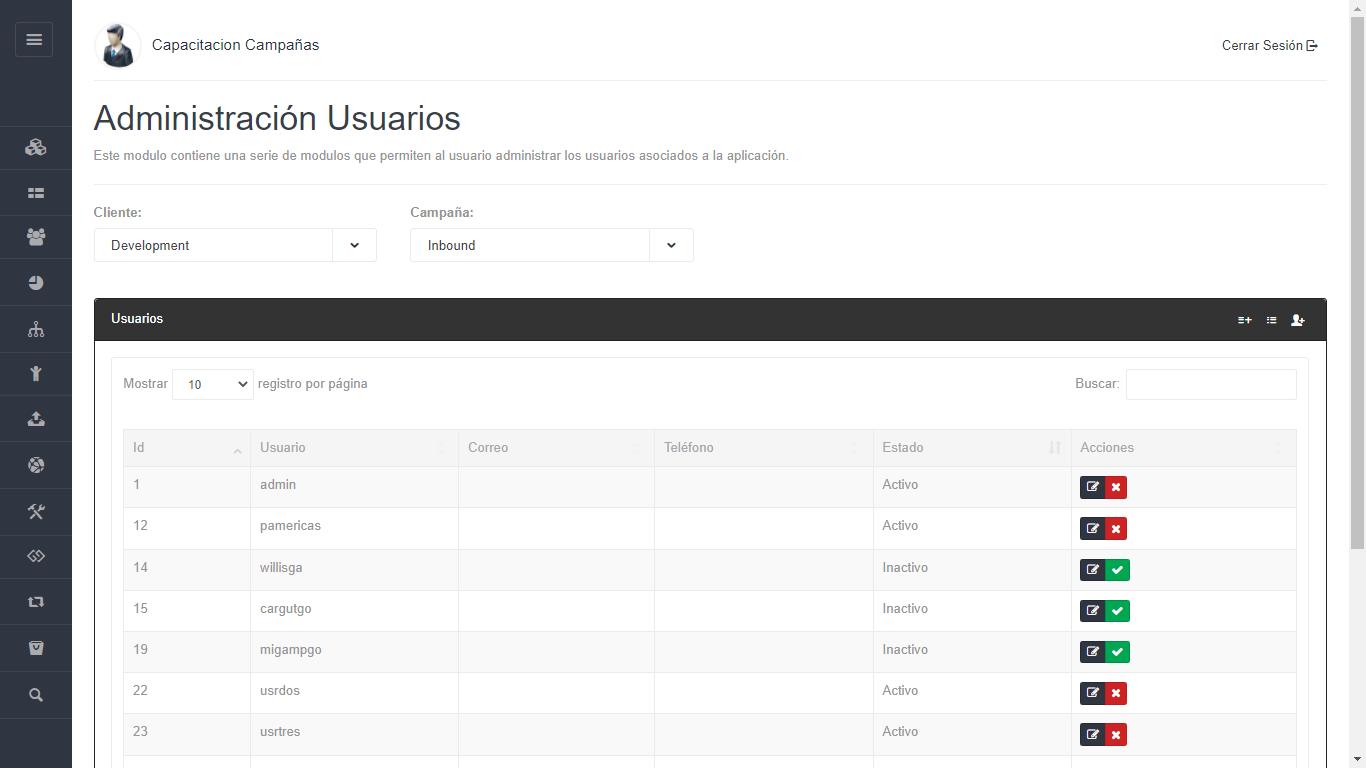 Capacitacion Campañas
Cerrar Sesión
Administración Usuarios
Este modulo contiene una serie de modulos que permiten al usuario administrar los usuarios asociados a la aplicación.
Cliente: Campaña:
Development Inbound
Usuarios
Mostrar 10 registro por página Buscar:
Id Usuario Correo Teléfono Estado Acciones
1 admin Activo
12 pamericas Activo
14 willisga Inactivo
15 cargutgo Inactivo
19 migampgo Inactivo
22 usrdos Activo
23 usrtres Activo